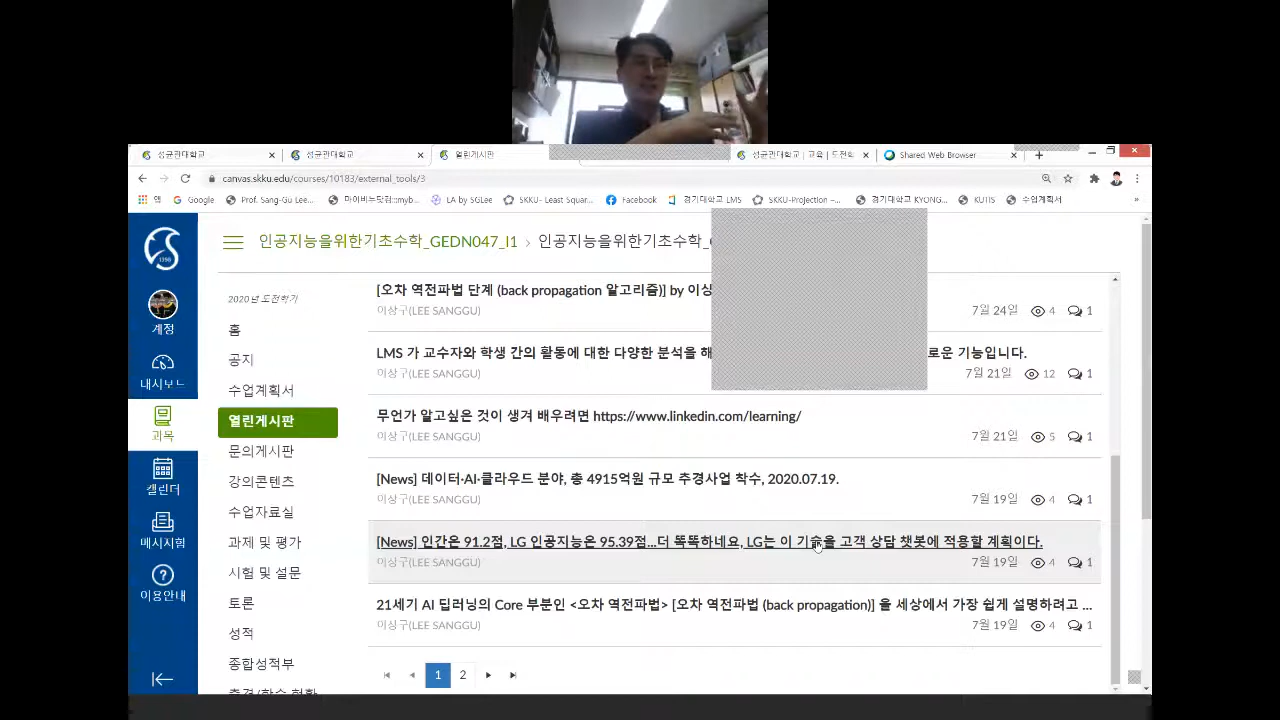 성균관대학교
성균관대학교
열린게시판
성균관대학교 | 교육 | 도전학
Shared Web Browser
canvas.skku.edu/courses/10183/external_tools/3
앱
Google
Prof. Sang-Gu Lee...
LA by SGLee
SKKU- Least Squar...
Facebook
경기대학교 LMS
SKKU-Projection –...
경기대학교 KYONG...
KUTIS
수업계획서
인공지능을위한기초수학_GEDN047_I1 › 인공지능을위한기초수학_
계정
대시보드
과목
캘린더
메시지함
이용안내
2020년 도전학기
홈
공지
수업계획서
열린게시판
문의게시판
강의콘텐츠
수업자료실
과제 및 평가
시험 및 설문
토론
성적
종합성적부
[오차 역전파법 단계 (back propagation 알고리즘)] by 이상
이상구(LEE SANGGU)
7월 24일 4 1
LMS 가 교수자와 학생 간의 활동에 대한 다양한 분석을 해 로운 기능입니다.
이상구(LEE SANGGU)
7월 21일 12 1
무언가 알고싶은 것이 생겨 배우려면 https://www.linkedin.com/learning/
이상구(LEE SANGGU)
7월 21일 5 1
[News] 데이터·AI·클라우드 분야, 총 4915억원 규모 추경사업 착수, 2020.07.19.
이상구(LEE SANGGU)
7월 19일 4 1
[News] 인간은 91.2점, LG 인공지능은 95.39점...더 똑똑하네요, LG는 이 기술을 고객 상담 챗봇에 적용할 계획이다.
이상구(LEE SANGGU)
7월 19일 4 1
21세기 AI 딥러닝의 Core 부분인 <오차 역전파법> [오차 역전파법 (back propagation)] 을 세상에서 가장 쉽게 설명하려고 ...
이상구(LEE SANGGU)
7월 19일 4 1
1 2